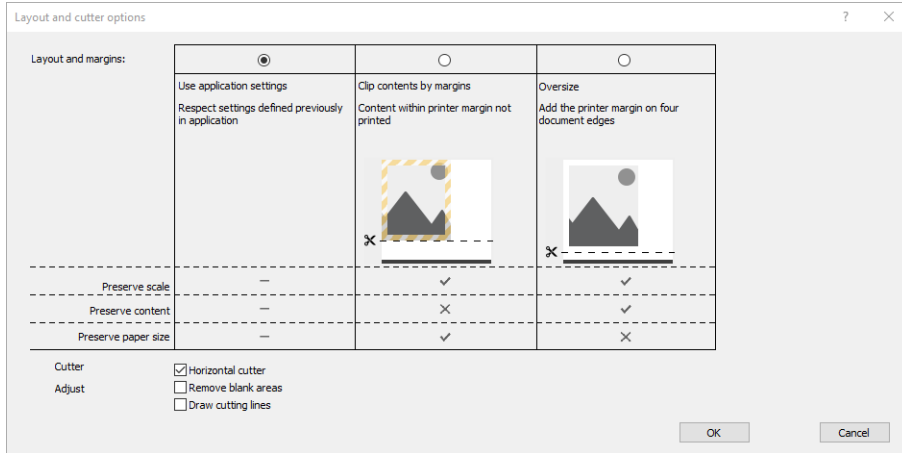 Layout and cutter options
Layout and margins:
Use application settings
Respect settings defined previously
in application
Clip contents by margins
Content within printer margin not
printed
Oversize
Add the printer margin on four
document edges
Preserve scale
Preserve content
Preserve paper size
Cutter
Horizontal cutter
Adjust
Remove blank areas
Draw cutting lines
OK
Cancel